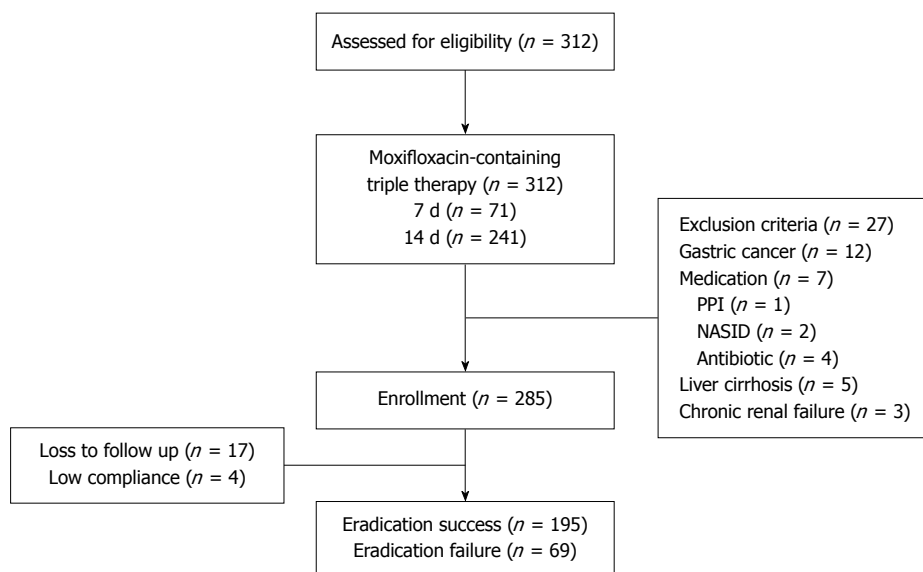 Assessed for eligibility (n = 312)
Moxifloxacin-containing
triple therapy (n = 312)
7 d (n = 71)
14 d (n = 241)
Exclusion criteria (n = 27)
Gastric cancer (n = 12)
Medication (n = 7)
PPI (n = 1)
NASID (n = 2)
Antibiotic (n = 4)
Liver cirrhosis (n = 5)
Chronic renal failure (n = 3)
Enrollment (n = 285)
Loss to follow up (n = 17)
Low compliance (n = 4)
Eradication success (n = 195)
Eradication failure (n = 69)